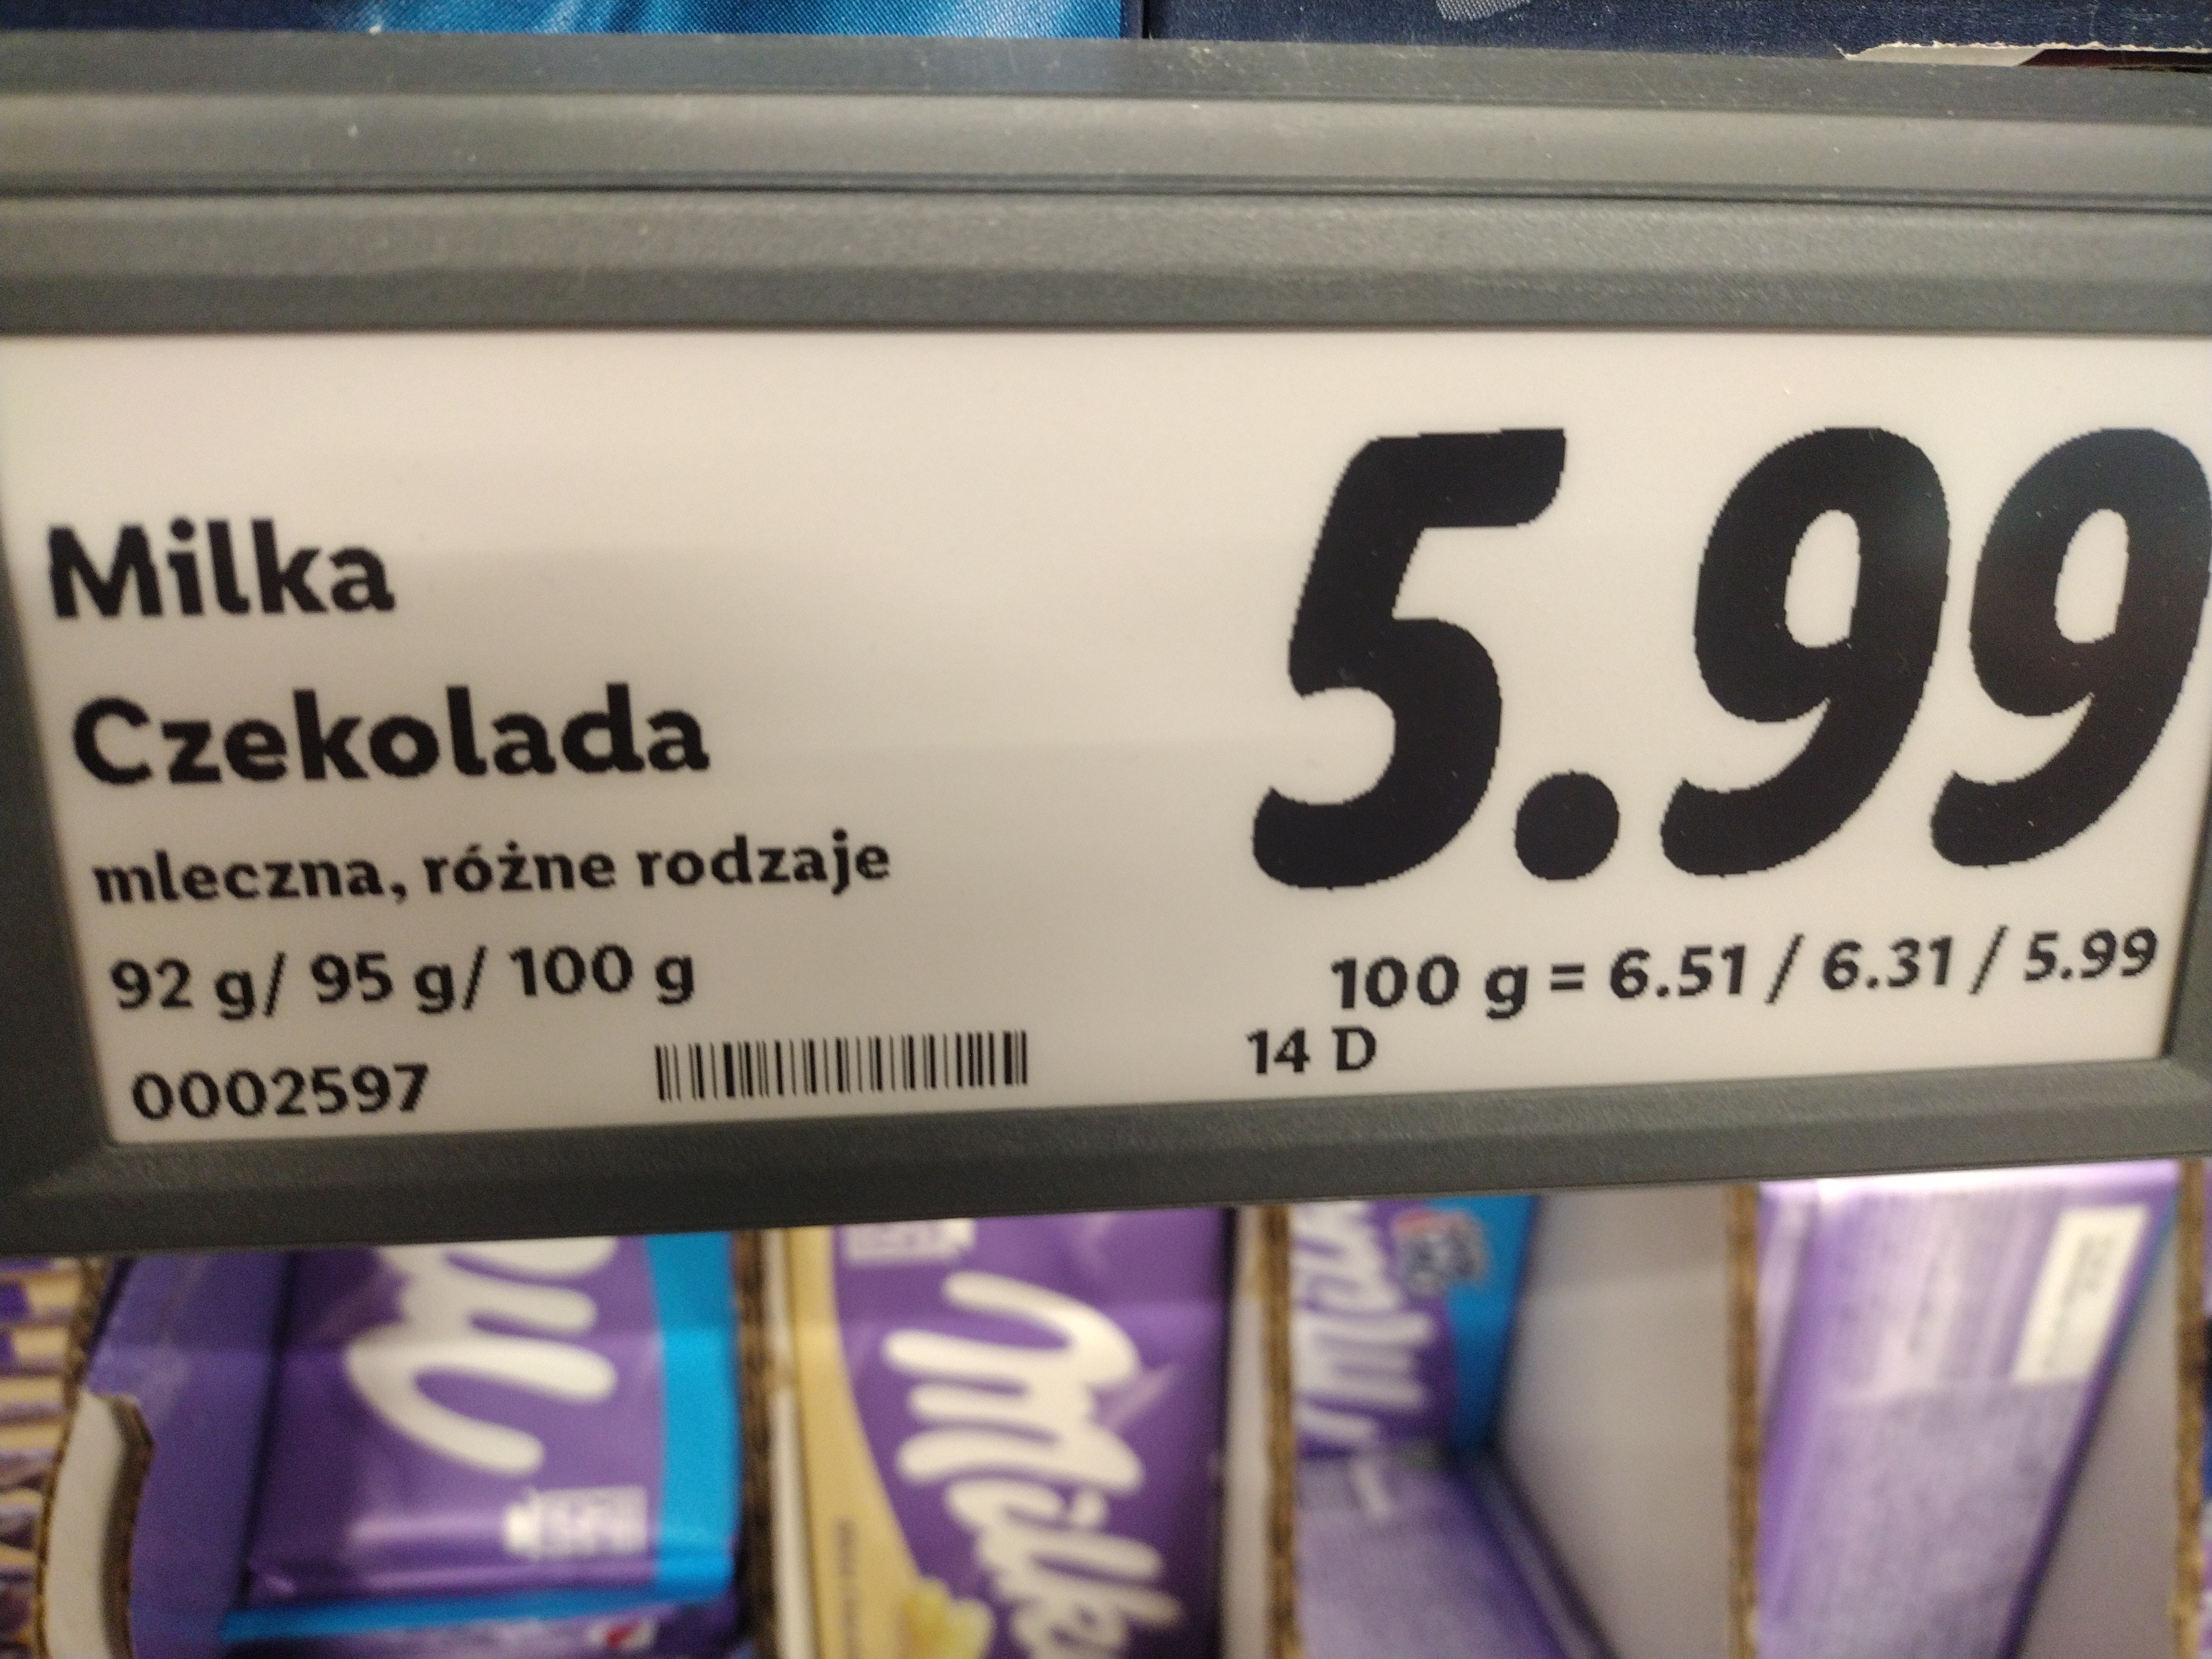 Milka
Czekolada
mleczna, różne rodzaje
92 g/ 95 g/ 100 g
0002597
5.99
100 g = 6.51 / 6.31 / 5.99
14 D
Milka